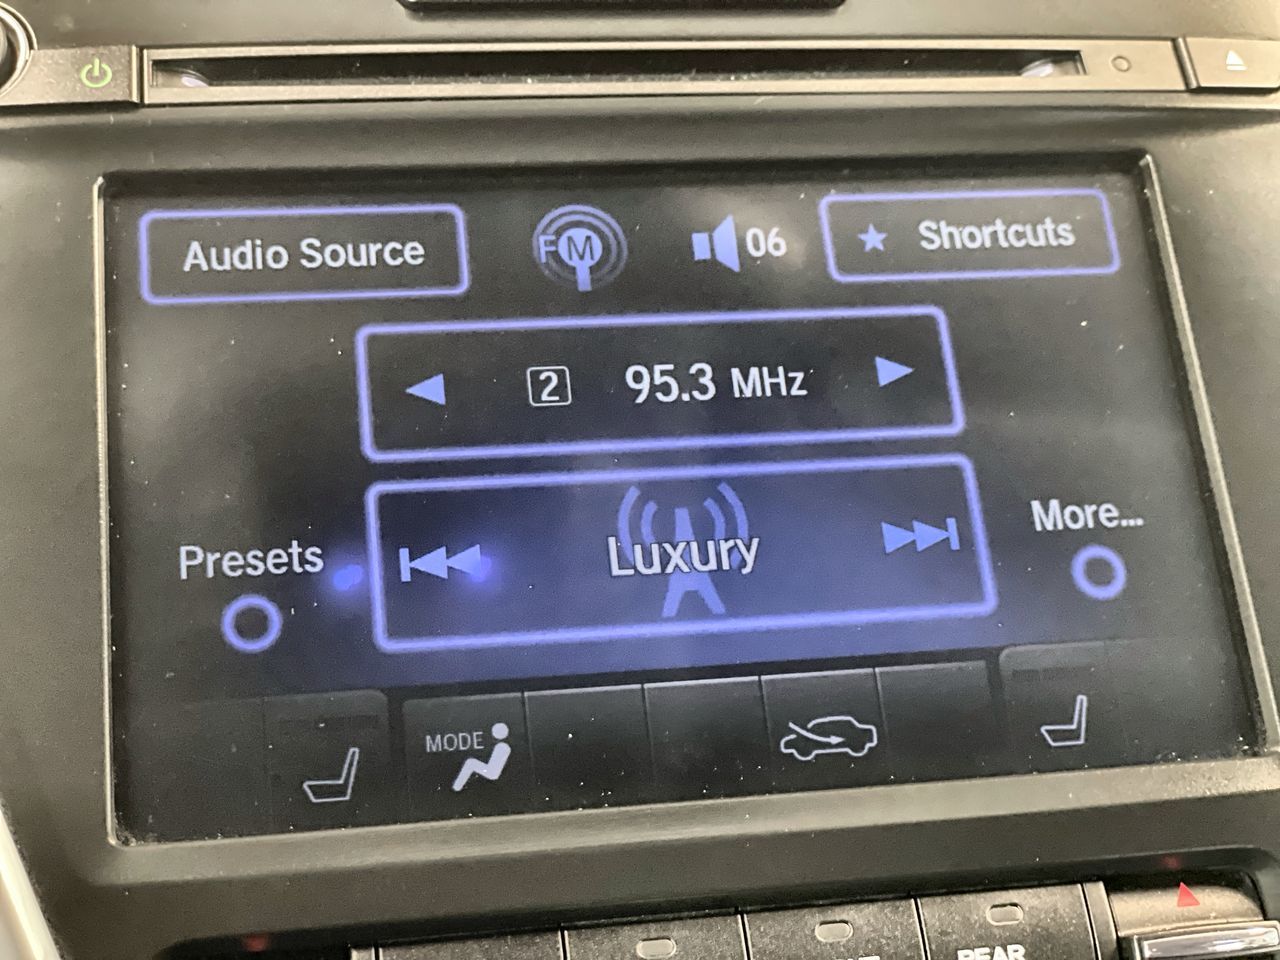 Audio Source
FM
06
Shortcuts
2 95.3 MHz
Presets
Luxury
More...
MODE
REAR